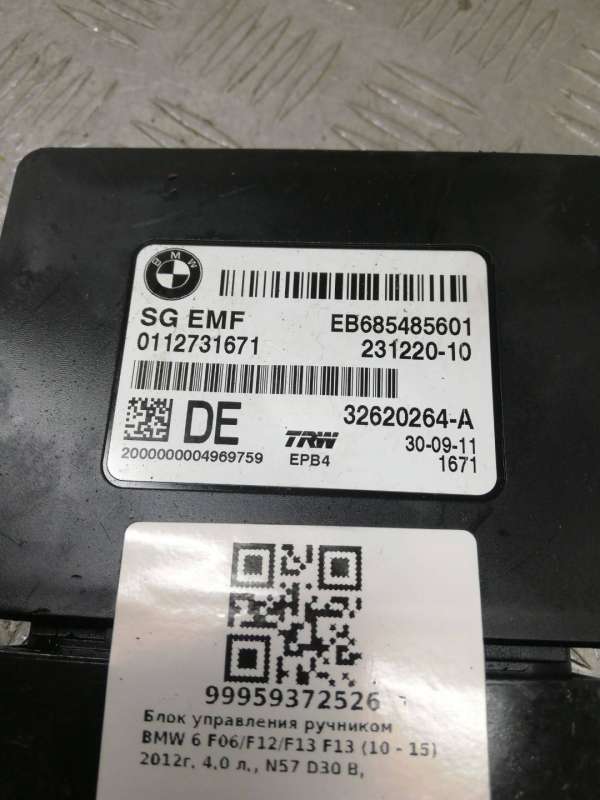 BMW
SG EMF EB685485601
0112731671 231220-10
32620264-A
DE TRW 30-09-11
2000000004969759 EPB4 1671
99959372526
Блок управления ручником
BMW 6 F06/F12/F13 F13 (10 - 15)
2012г. 4,0 л., N57 D30 B,